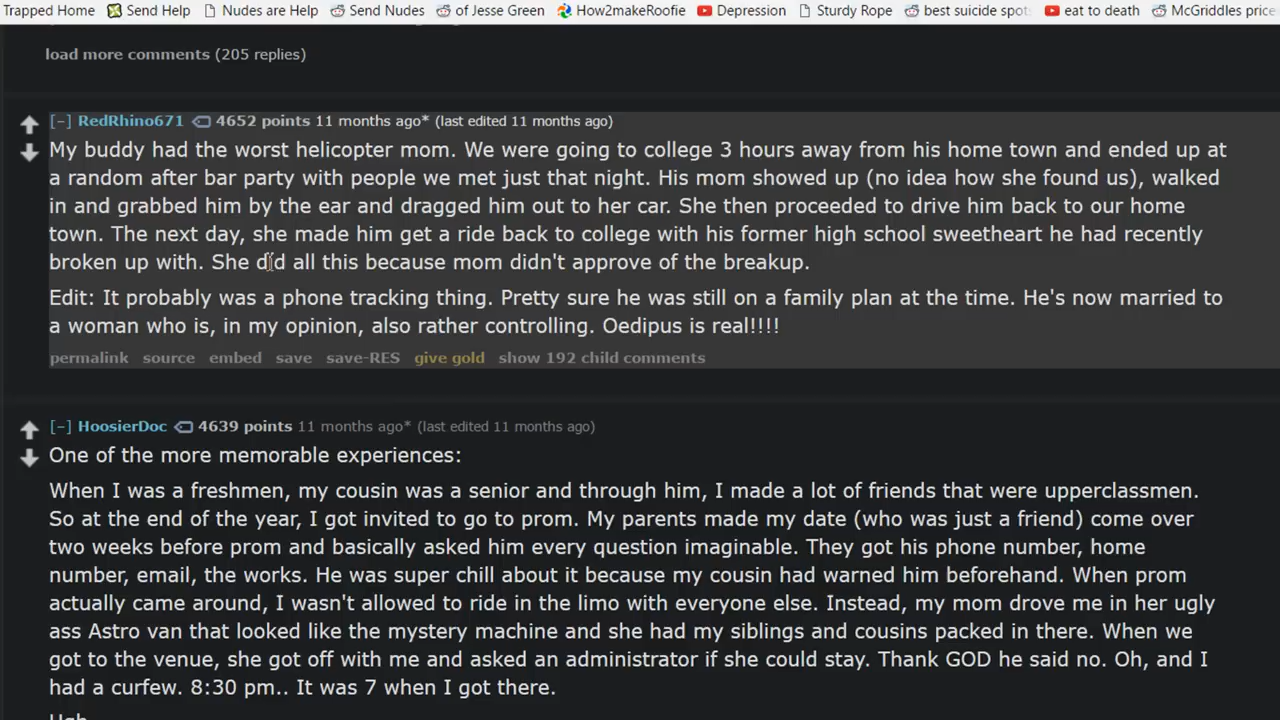 Trapped Home Send Help Nudes are Help Send Nudes of Jesse Green How2makeRoofie Depression Sturdy Rope best suicide spots eat to death McGriddles price
load more comments (205 replies)
[–] RedRhino671 4652 points 11 months ago* (last edited 11 months ago)
My buddy had the worst helicopter mom. We were going to college 3 hours away from his home town and ended up at
a random after bar party with people we met just that night. His mom showed up (no idea how she found us), walked
in and grabbed him by the ear and dragged him out to her car. She then proceeded to drive him back to our home
town. The next day, she made him get a ride back to college with his former high school sweetheart he had recently
broken up with. She did all this because mom didn't approve of the breakup.
Edit: It probably was a phone tracking thing. Pretty sure he was still on a family plan at the time. He's now married to
a woman who is, in my opinion, also rather controlling. Oedipus is real!!!!
permalink source embed save save-RES give gold show 192 child comments
[–] HoosierDoc 4639 points 11 months ago* (last edited 11 months ago)
One of the more memorable experiences:
When I was a freshmen, my cousin was a senior and through him, I made a lot of friends that were upperclassmen.
So at the end of the year, I got invited to go to prom. My parents made my date (who was just a friend) come over
two weeks before prom and basically asked him every question imaginable. They got his phone number, home
number, email, the works. He was super chill about it because my cousin had warned him beforehand. When prom
actually came around, I wasn't allowed to ride in the limo with everyone else. Instead, my mom drove me in her ugly
ass Astro van that looked like the mystery machine and she had my siblings and cousins packed in there. When we
got to the venue, she got off with me and asked an administrator if she could stay. Thank GOD he said no. Oh, and I
had a curfew. 8:30 pm.. It was 7 when I got there.
Ugh